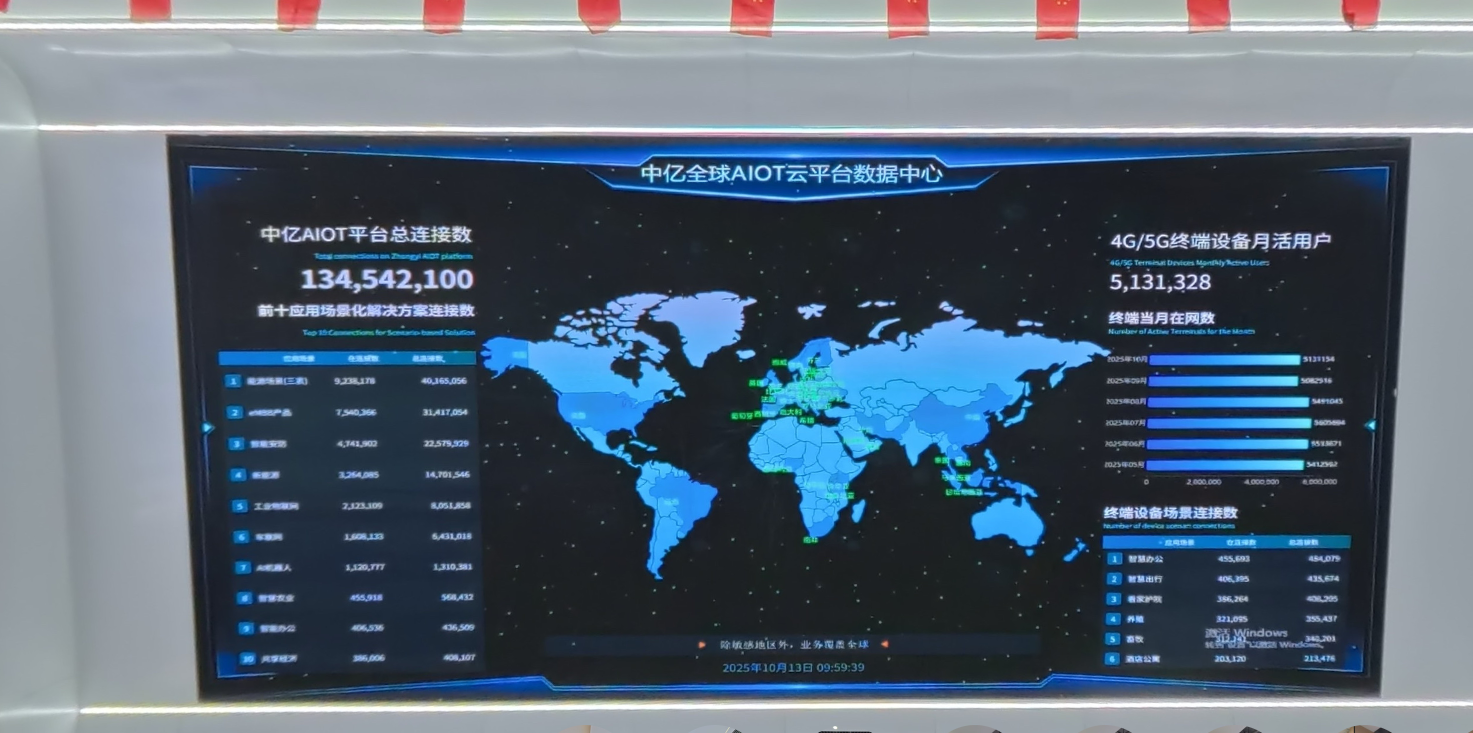 中亿全球AIOT云平台数据中心
中亿AIOT平台总连接数
Total connections on Zhongyi AIOT platform
134,542,100
前十应用场景化解决方案连接数
Top 10 Connections for Scenario-based Solution
应用场景 在连接数 总连接数
1 能源场景(三表) 9,238,178 40,165,056
2 eMBB产品 7,540,366 31,417,054
3 智能安防 4,741,902 22,579,929
4 新能源 3,264,085 14,701,546
5 工业物联网 2,123,109 8,051,858
6 车联网 1,608,133 6,431,018
7 AI机器人 1,120,777 1,310,381
8 智慧农业 455,918 568,432
9 智慧办公 406,536 436,509
10 共享经济 386,006 408,107
英国
法国
葡萄牙
意大利
希腊
泰国
南非
除敏感地区外，业务覆盖全球
2025年10月13日 09:59:39
4G/5G终端设备月活用户
4G/5G Terminal Devices Monthly Active Users
5,131,328
终端当月在网数
Number of Active Terminals for the Month
2025年10月 5131154
2025年09月
2025年08月
2025年07月
2025年06月
2025年05月
0 2,000,000 4,000,000 6,000,000
终端设备场景连接数
Number of device scenario connections
应用场景 在连接数 总连接数
1 智慧办公 455,693 484,079
2 智慧出行 406,395 435,674
3 看家护院 386,264 408,205
4 养殖 321,095 355,437
5 畜牧 340,201
6 酒店公寓 203,120 213,476
激活 Windows
转到"设置"以激活 Windows。